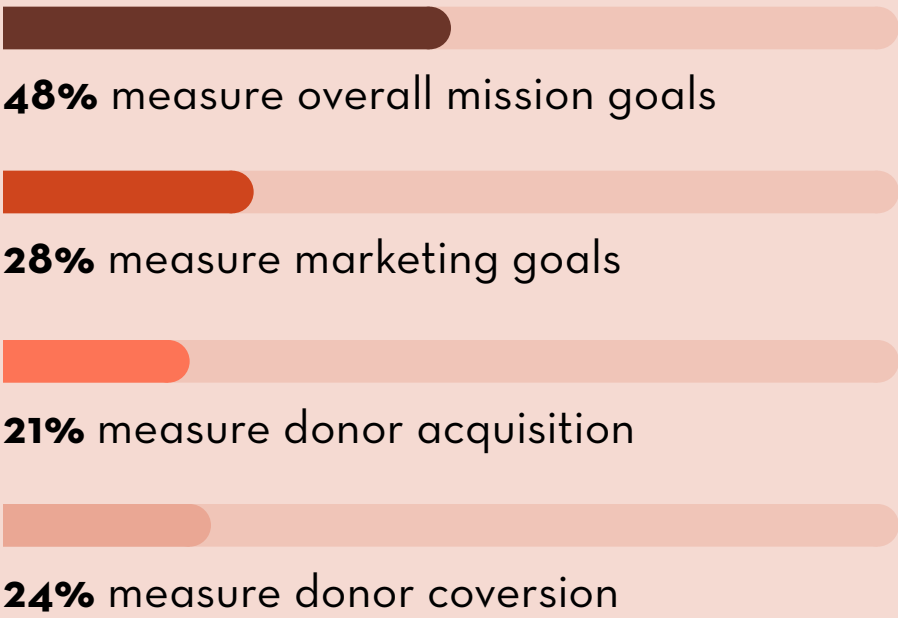 48% measure overall mission goals
28% measure marketing goals
21% measure donor acquisition
24% measure donor coversion